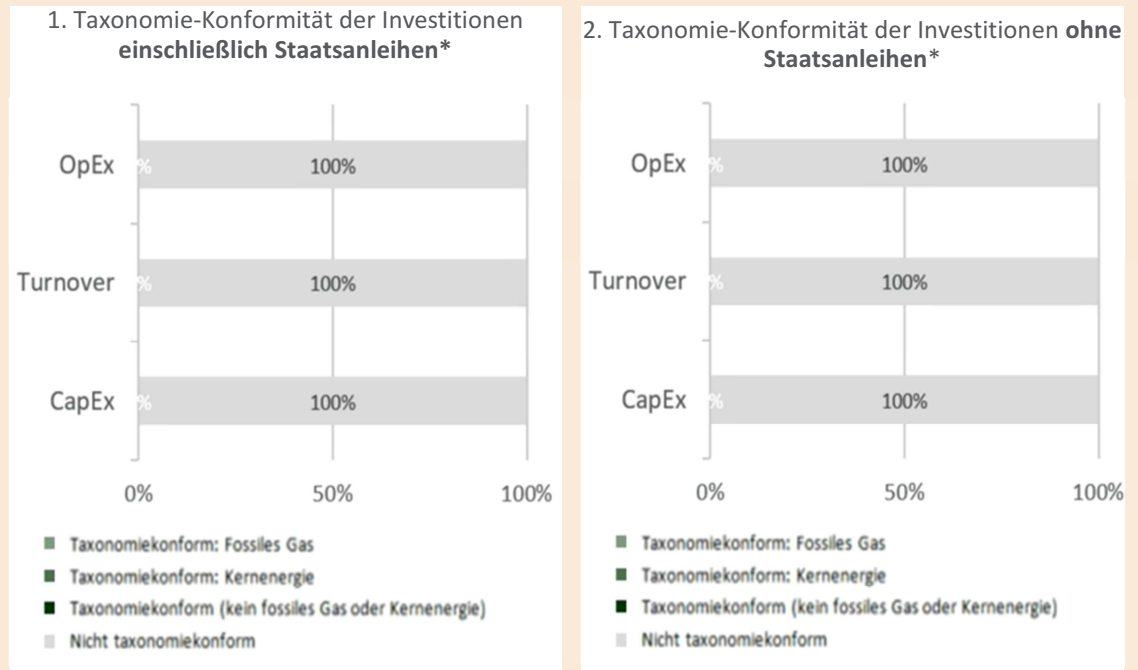 1. Taxonomie-Konformität der Investitionen
einschließlich Staatsanleihen*
OpEx
%
100%
Turnover
%
100%
CapEx
%
100%
0%
50%
100%
Taxonomiekonform: Fossiles Gas
Taxonomiekonform: Kernenergie
Taxonomiekonform (kein fossiles Gas oder Kernenergie)
Nicht taxonomiekonform
2. Taxonomie-Konformität der Investitionen ohne
Staatsanleihen*
OpEx
%
100%
Turnover
%
100%
CapEx
%
100%
0%
50%
100%
Taxonomiekonform: Fossiles Gas
Taxonomiekonform: Kernenergie
Taxonomiekonform (kein fossiles Gas oder Kernenergie)
Nicht taxonomiekonform